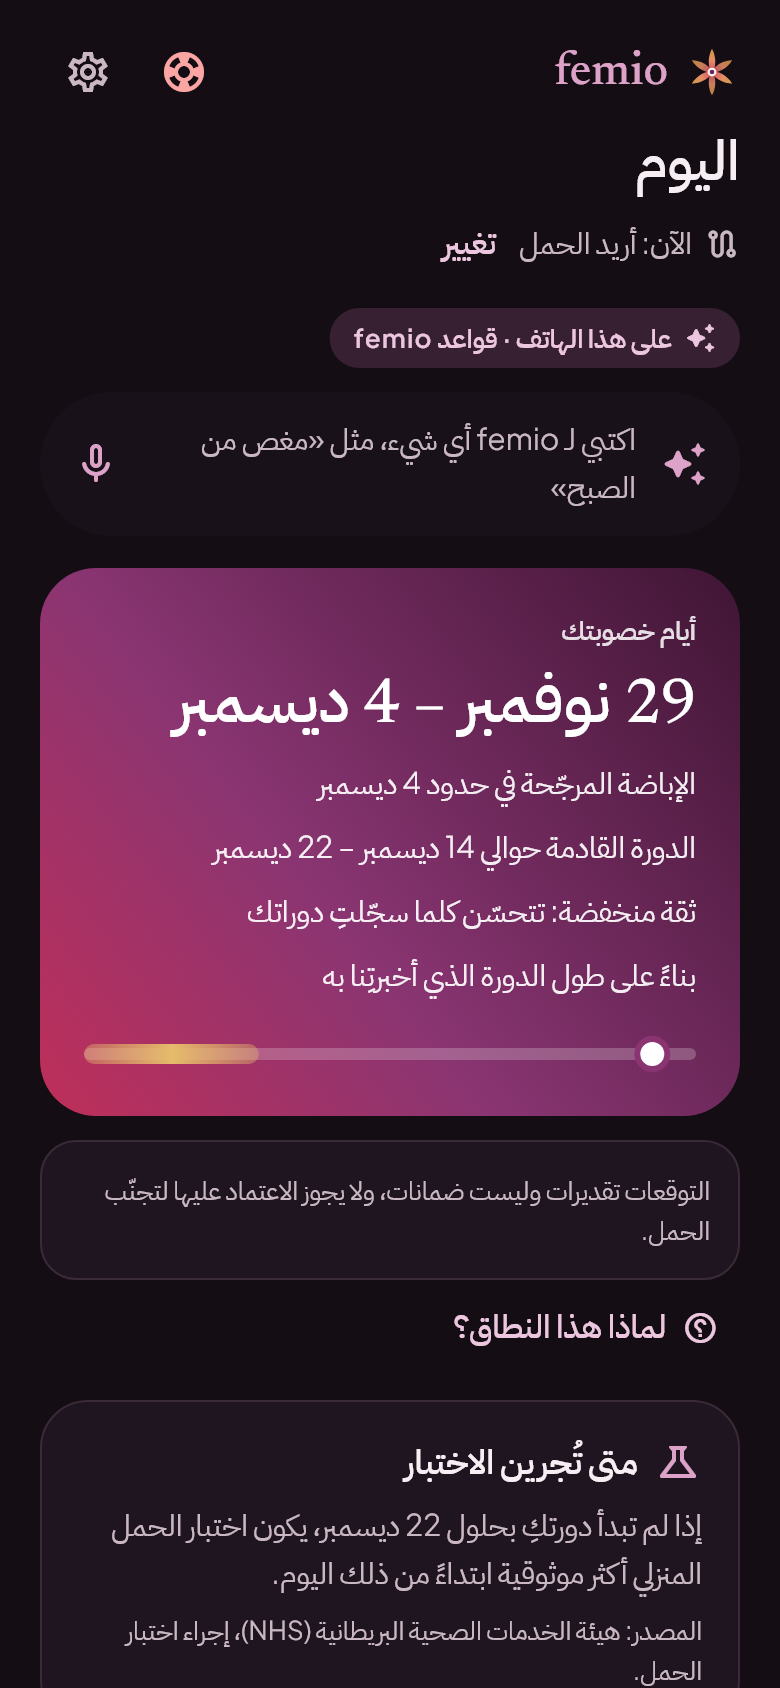 femio
اليوم
الآن: أريد الحمل تغيير
على هذا الهاتف · قواعد femio
اكتبي لـ femio أي شيء، مثل «مغص من
الصبح»
أيام خصوبتك
29 نوفمبر – 4 ديسمبر
الإباضة المرجّحة في حدود 4 ديسمبر
الدورة القادمة حوالي 14 ديسمبر – 22 ديسمبر
ثقة منخفضة: تتحسّن كلما سجّلتِ دوراتك
بناءً على طول الدورة الذي أخبرتِنا به
التوقعات تقديرات وليست ضمانات، ولا يجوز الاعتماد عليها لتجنّب
الحمل.
لماذا هذا النطاق؟
متى تُجرين الاختبار
إذا لم تبدأ دورتكِ بحلول 22 ديسمبر، يكون اختبار الحمل
المنزلي أكثر موثوقية ابتداءً من ذلك اليوم.
المصدر: هيئة الخدمات الصحية البريطانية (NHS)، إجراء اختبار
الحمل.